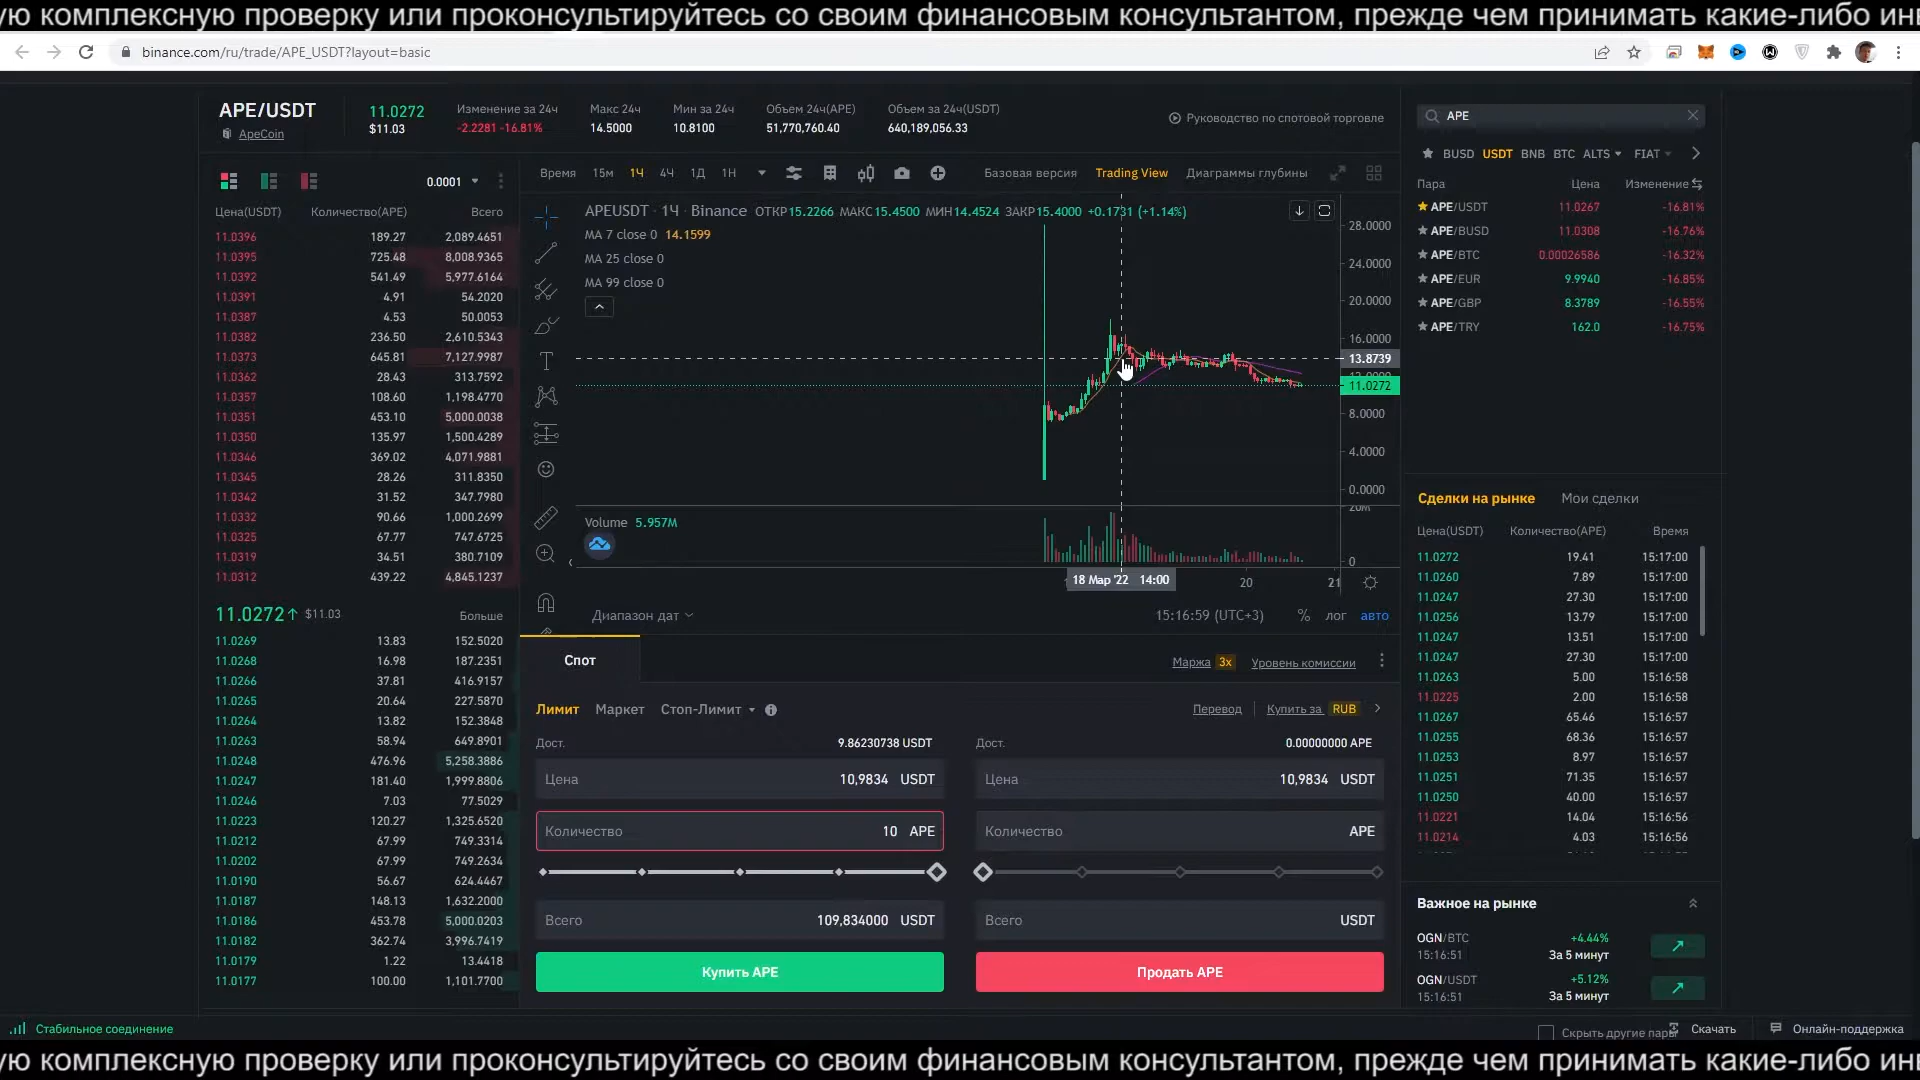 ую комплексную проверку или проконсультируйтесь со своим финансовым консультантом, прежде чем принимать какие-либо ин
binance.com/ru/trade/APE_USDT?layout=basic
APE/USDT
ApeCoin
11.0272
$11.03
Изменение за 24ч
-2.2281 -16.81%
Макс 24ч
14.5000
Мин за 24ч
10.8100
Объем 24ч(APE)
51,770,760.40
Объем за 24ч(USDT)
640,189,056.33
Руководство по спотовой торговле
0.0001
Цена(USDT) Количество(APE) Всего
11.0396 189.27 2,089.4651
11.0395 725.48 8,008.9365
11.0392 541.49 5,977.6164
11.0391 4.91 54.2020
11.0387 4.53 50.0053
11.0382 236.50 2,610.5343
11.0373 645.81 7,127.9987
11.0362 28.43 313.7592
11.0357 108.60 1,198.4770
11.0351 453.10 5,000.0038
11.0350 135.97 1,500.4289
11.0346 369.02 4,071.9881
11.0345 28.26 311.8350
11.0342 31.52 347.7980
11.0332 90.66 1,000.2699
11.0325 67.77 747.6725
11.0319 34.51 380.7109
11.0312 439.22 4,845.1237
11.0272↑ $11.03 Больше
11.0269 13.83 152.5020
11.0268 16.98 187.2351
11.0266 37.81 416.9157
11.0265 20.64 227.5870
11.0264 13.82 152.3848
11.0263 58.94 649.8901
11.0248 476.96 5,258.3886
11.0247 181.40 1,999.8806
11.0246 7.03 77.5029
11.0223 120.27 1,325.6520
11.0212 67.99 749.3314
11.0202 67.99 749.2634
11.0190 56.67 624.4467
11.0187 148.13 1,632.2000
11.0186 453.78 5,000.0203
11.0182 362.74 3,996.7419
11.0179 1.22 13.4418
11.0177 100.00 1,101.7700
Время 15м 1Ч 4Ч 1Д 1Н
Базовая версия Trading View Диаграммы глубины
APEUSDT · 1Ч · Binance ОТКР15.2266 МАКС15.4500 МИН14.4524 ЗАКР15.4000 +0.1731 (+1.14%)
MA 7 close 0 14.1599
MA 25 close 0
MA 99 close 0
28.0000
24.0000
20.0000
16.0000
13.8739
12.0000
11.0272
8.0000
4.0000
0.0000
20M
0
Volume 5.957M
18 Мар '22 14:00
20 21
Диапазон дат
15:16:59 (UTC+3) % лог авто
Спот
Маржа 3x Уровень комиссии
Лимит Маркет Стоп-Лимит
Перевод Купить за RUB
Дост. 9.86230738 USDT
Цена 10,9834 USDT
Количество 10 APE
Всего 109,834000 USDT
Купить APE
Дост. 0.00000000 APE
Цена 10,9834 USDT
Количество APE
Всего USDT
Продать APE
APE
BUSD USDT BNB BTC ALTS FIAT
Пара Цена Изменение
APE/USDT 11.0267 -16.81%
APE/BUSD 11.0308 -16.76%
APE/BTC 0.00026586 -16.32%
APE/EUR 9.9940 -16.85%
APE/GBP 8.3789 -16.55%
APE/TRY 162.0 -16.75%
Сделки на рынке Мои сделки
Цена(USDT) Количество(APE) Время
11.0272 19.41 15:17:00
11.0260 7.89 15:17:00
11.0247 27.30 15:17:00
11.0256 13.79 15:17:00
11.0247 13.51 15:17:00
11.0247 27.30 15:17:00
11.0263 5.00 15:16:58
11.0225 2.00 15:16:58
11.0267 65.46 15:16:57
11.0255 68.36 15:16:57
11.0253 8.97 15:16:57
11.0251 71.35 15:16:57
11.0250 40.00 15:16:57
11.0221 14.04 15:16:56
11.0214 4.03 15:16:56
Важное на рынке
OGN/BTC +4.44%
15:16:51 За 5 минут
OGN/USDT +5.12%
15:16:51 За 5 минут
Стабильное соединение
Скрыть другие пары
Скачать
Онлайн-поддержка
ую комплексную проверку или проконсультируйтесь со своим финансовым консультантом, прежде чем принимать какие-либо ин